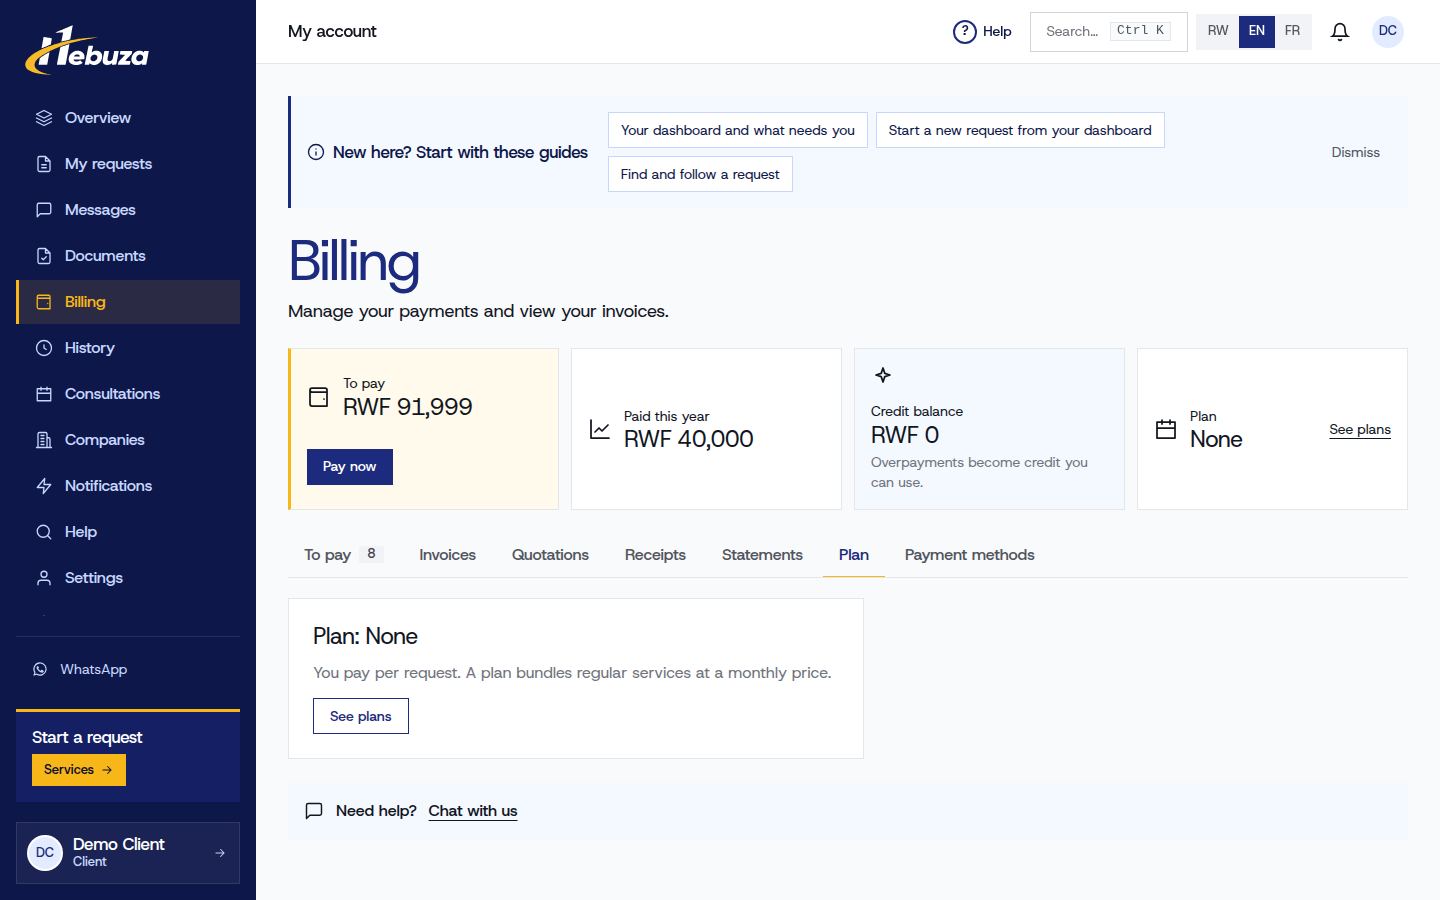 Hebuza
My account
? Help
Search... Ctrl K
RW EN FR
DC
Overview
My requests
Messages
Documents
Billing
History
Consultations
Companies
Notifications
Help
Settings
WhatsApp
Start a request
Services →
DC
Demo Client
Client
New here? Start with these guides
Your dashboard and what needs you
Start a new request from your dashboard
Find and follow a request
Dismiss
Billing
Manage your payments and view your invoices.
To pay
RWF 91,999
Pay now
Paid this year
RWF 40,000
Credit balance
RWF 0
Overpayments become credit you
can use.
Plan
None
See plans
To pay 8
Invoices
Quotations
Receipts
Statements
Plan
Payment methods
Plan: None
You pay per request. A plan bundles regular services at a monthly price.
See plans
Need help? Chat with us